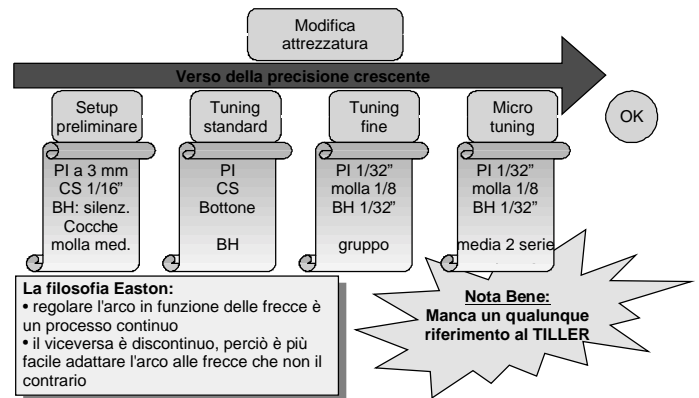 Modifica
attrezzatura
Verso della precisione crescente
Setup
preliminare
Tuning
standard
Tuning
fine
Micro
tuning
OK
PI a 3 mm
CS 1/16”
BH: silenz.
Cocche
molla med.
PI
CS
Bottone
BH
PI 1/32”
molla 1/8
BH 1/32”
gruppo
PI 1/32”
molla 1/8
BH 1/32”
media 2 serie
La filosofia Easton:
• regolare l'arco in funzione delle frecce è
un processo continuo
• il viceversa è discontinuo, perciò è più
facile adattare l'arco alle frecce che non il
contrario
Nota Bene:
Manca un qualunque
riferimento al TILLER